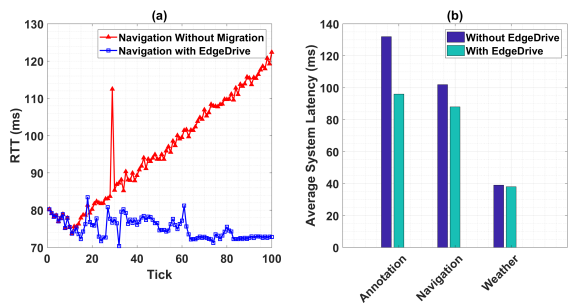 (a)
130
120
110
100
90
80
70
0
20
40
60
80
100
RTT (ms)
Tick
Navigation Without Migration
Navigation with EdgeDrive
(b)
140
120
100
80
60
40
20
0
Average System Latency (ms)
Annotation
Navigation
Weather
Without EdgeDrive
With EdgeDrive